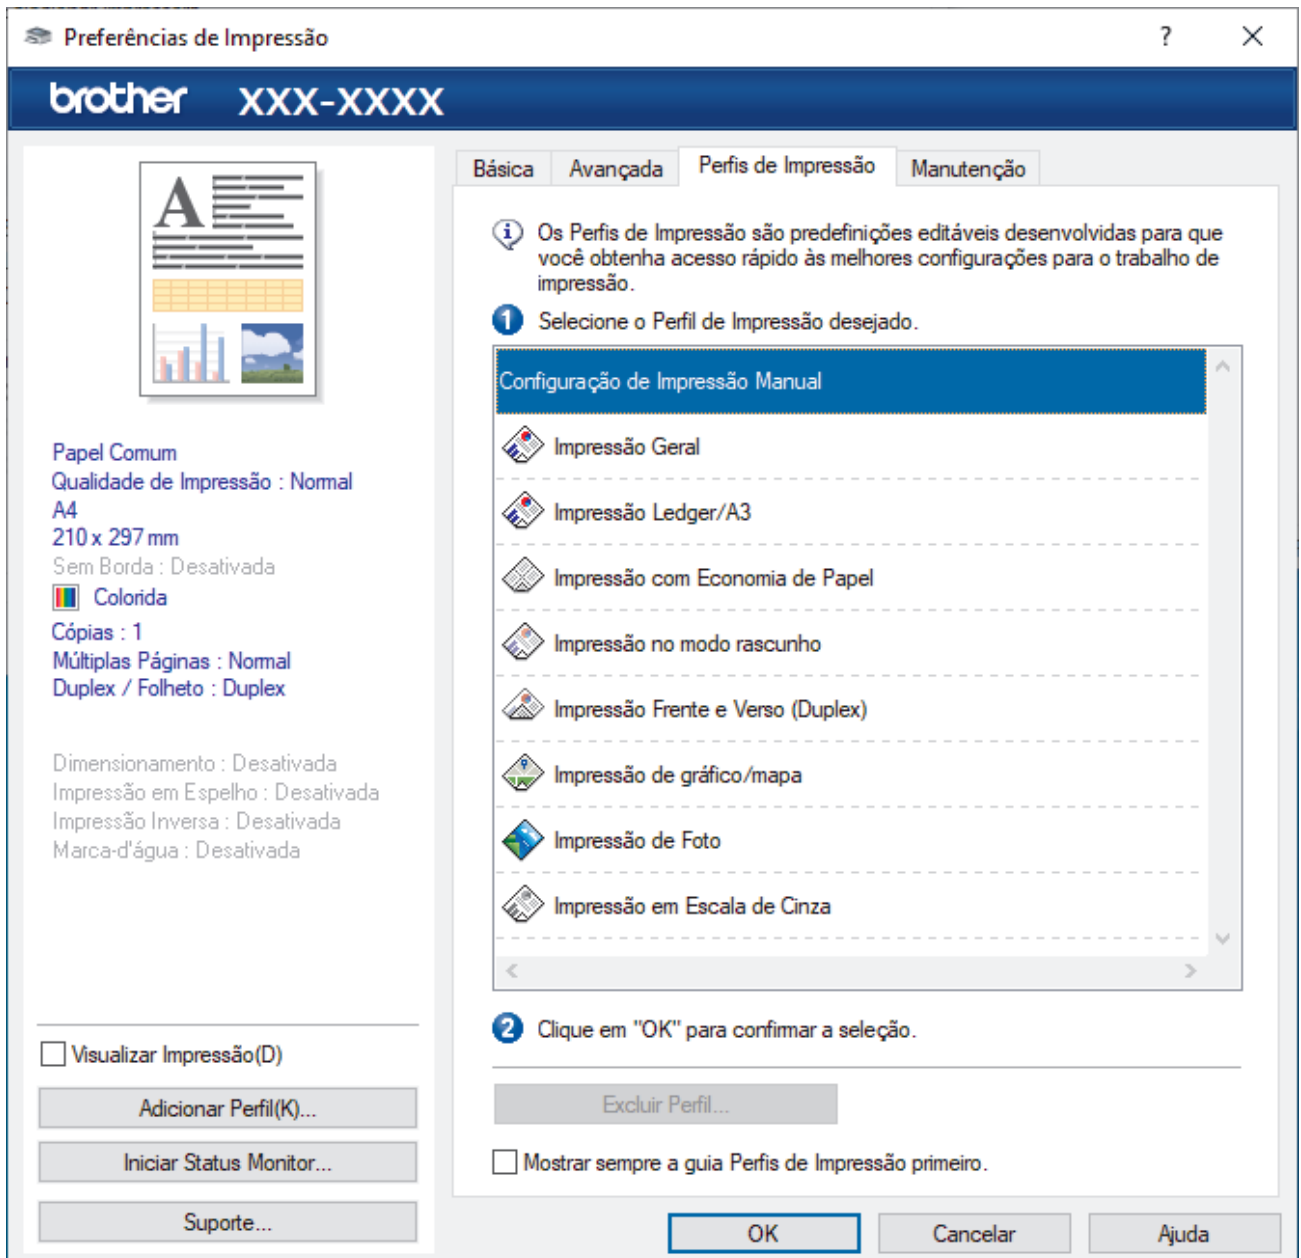 Preferências de Impressão
?
brother XXX-XXXX
A
Papel Comum
Qualidade de Impressão : Normal
A4
210 x 297 mm
Sem Borda : Desativada
Colorida
Cópias : 1
Múltiplas Páginas : Normal
Duplex / Folheto : Duplex
Dimensionamento : Desativada
Impressão em Espelho : Desativada
Impressão Inversa : Desativada
Marca-d'água : Desativada
Visualizar Impressão(D)
Adicionar Perfil(K)...
Iniciar Status Monitor...
Suporte...
Básica Avançada Perfis de Impressão Manutenção
Os Perfis de Impressão são predefinições editáveis desenvolvidas para que
você obtenha acesso rápido às melhores configurações para o trabalho de
impressão.
1 Selecione o Perfil de Impressão desejado.
Configuração de Impressão Manual
Impressão Geral
Impressão Ledger/A3
Impressão com Economia de Papel
Impressão no modo rascunho
Impressão Frente e Verso (Duplex)
Impressão de gráfico/mapa
Impressão de Foto
Impressão em Escala de Cinza
2 Clique em "OK" para confirmar a seleção.
Excluir Perfil...
Mostrar sempre a guia Perfis de Impressão primeiro.
OK Cancelar Ajuda